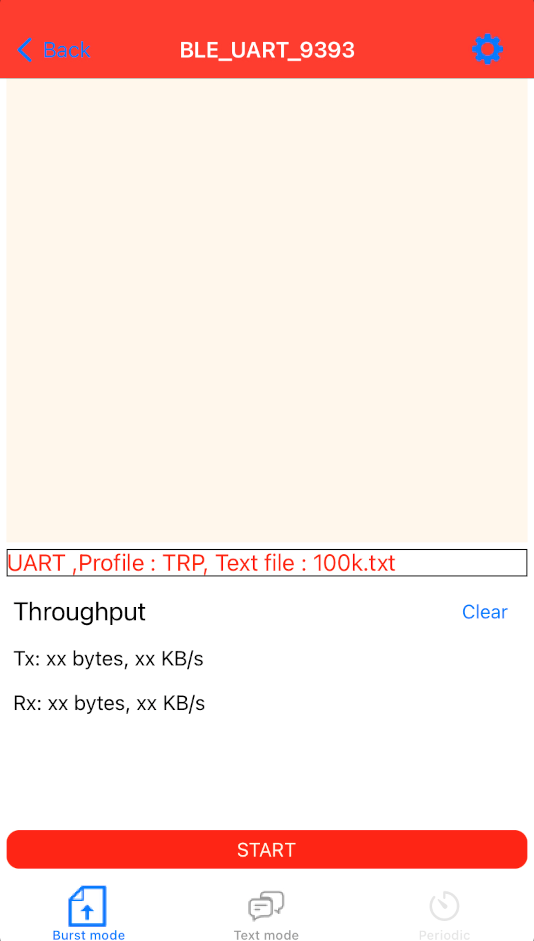 Back BLE_UART_9393
UART ,Profile : TRP, Text file : 100k.txt
Throughput Clear
Tx: xx bytes, xx KB/s
Rx: xx bytes, xx KB/s
START
Burst mode Text mode Periodic